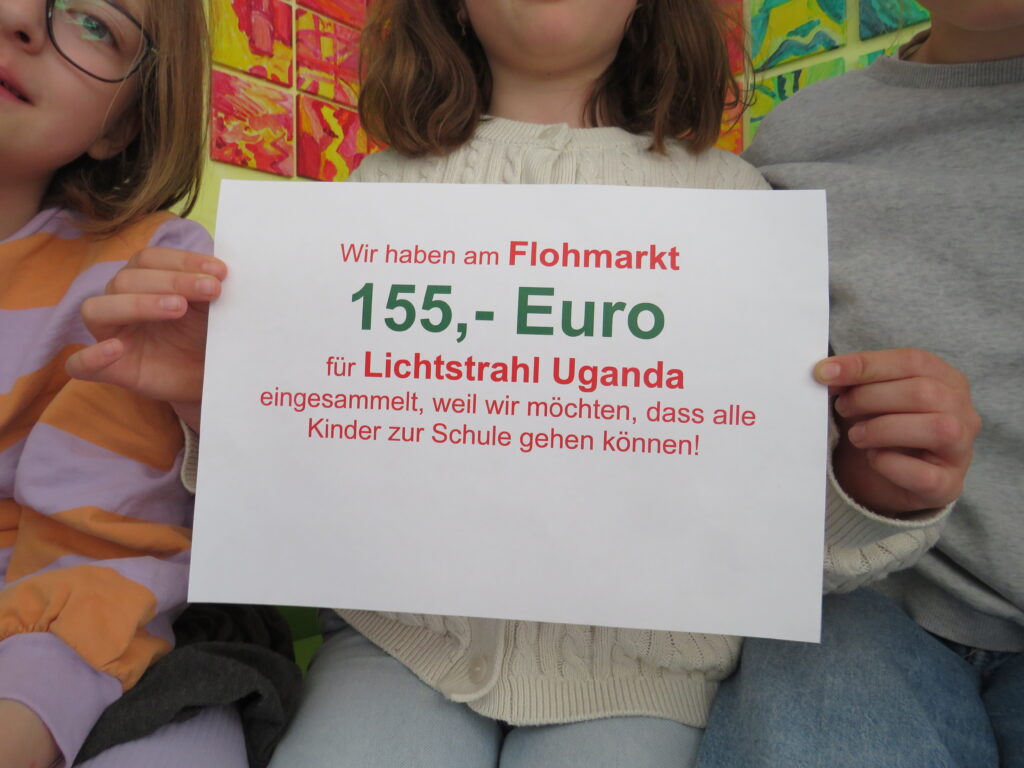 Wir haben am Flohmarkt
155,- Euro
für Lichtstrahl Uganda
eingesammelt, weil wir möchten, dass alle
Kinder zur Schule gehen können!